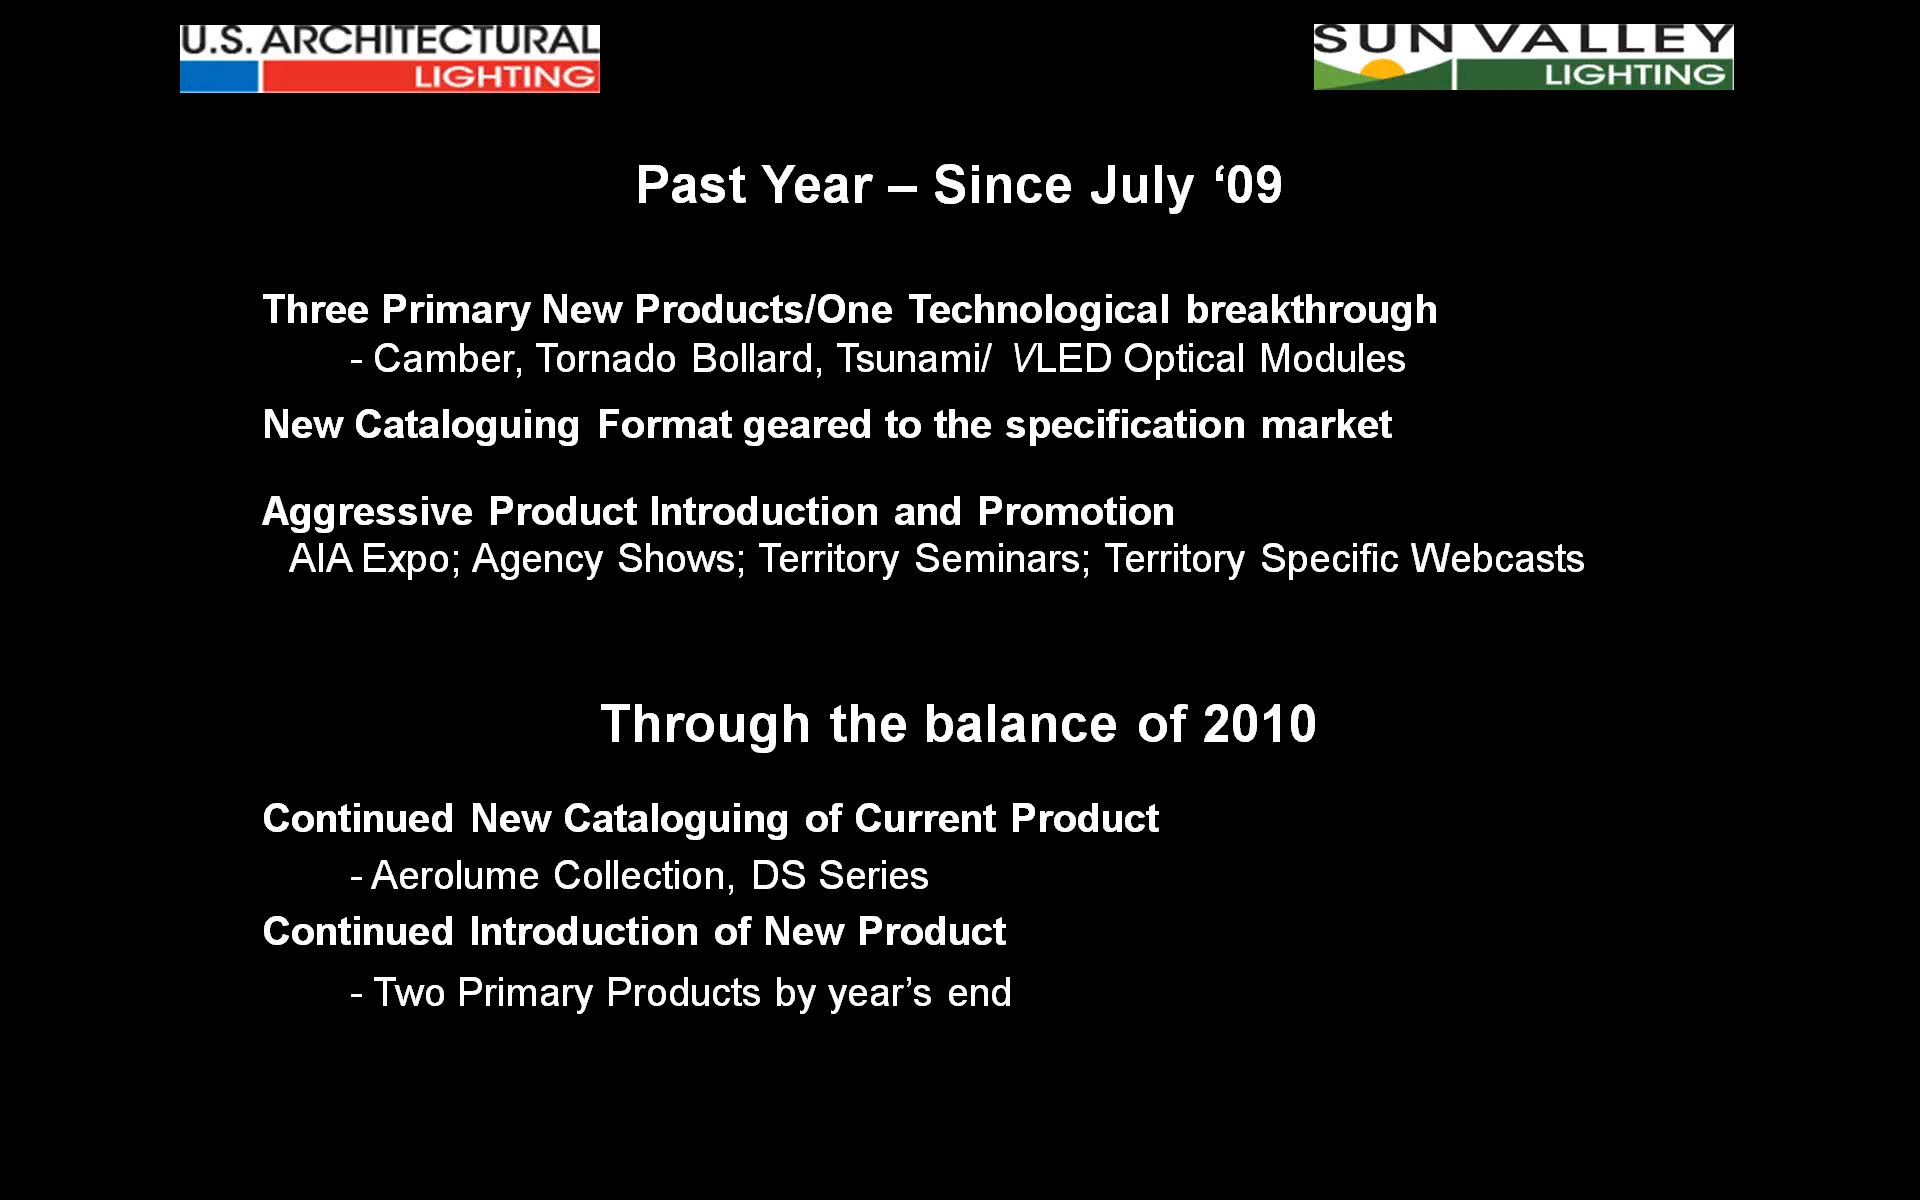 U.S. ARCHITECTURAL
LIGHTING
SUN VALLEY
LIGHTING
Past Year – Since July ‘09
Three Primary New Products/One Technological breakthrough
- Camber, Tornado Bollard, Tsunami/ VLED Optical Modules
New Cataloguing Format geared to the specification market
Aggressive Product Introduction and Promotion
AIA Expo; Agency Shows; Territory Seminars; Territory Specific Webcasts
Through the balance of 2010
Continued New Cataloguing of Current Product
- Aerolume Collection, DS Series
Continued Introduction of New Product
- Two Primary Products by year’s end